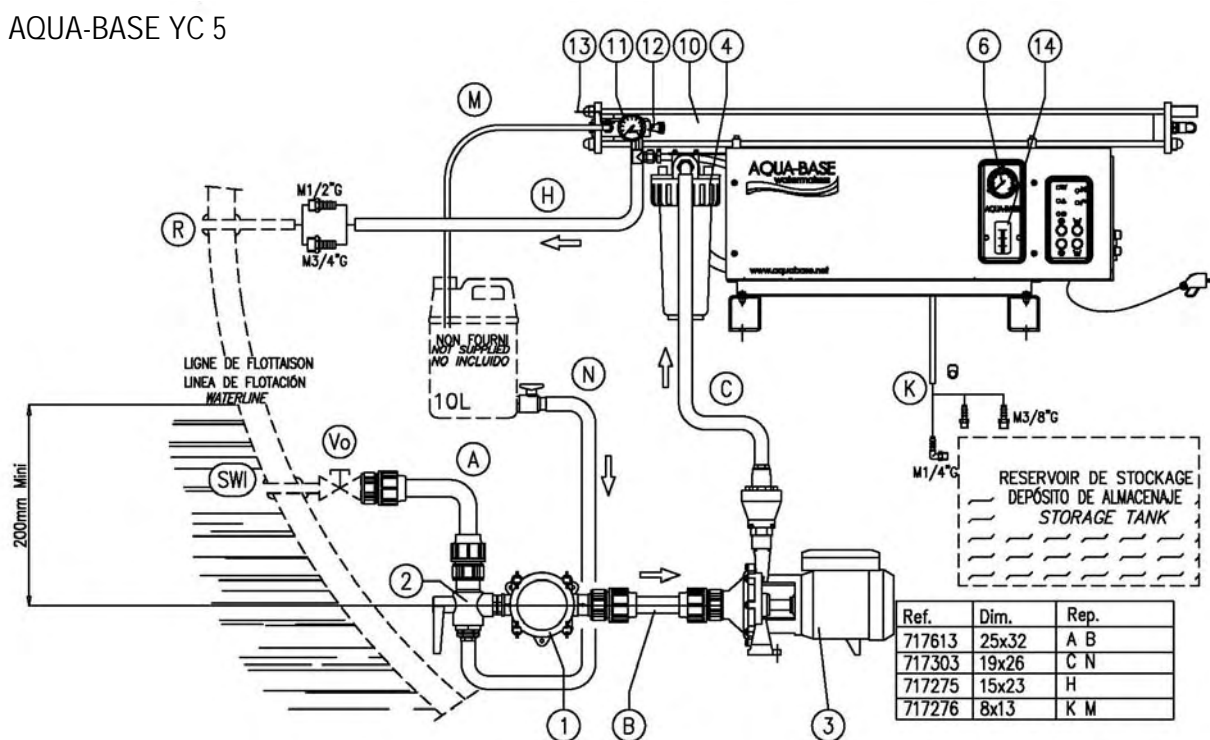 AQUA-BASE YC 5
13 11 12 10 4 6 14
M
AQUA-BASE
watermakers
AQUA-BASE
M1/2"G
H
R
M3/4"G
www.aquabase.net
NON FOURNI
NOT SUPPLIED
NO INCLUIDO
10L
LIGNE DE FLOTTAISON
LINEA DE FLOTACIÓN
WATERLINE
N
C
K
M3/8"G
M1/4"G
Vo
A
SWI
200mm Mini
2
RESERVOIR DE STOCKAGE
DEPÓSITO DE ALMACENAJE
STORAGE TANK
Ref. Dim. Rep.
717613 25x32 A B
717303 19x26 C N
717275 15x23 H
717276 8x13 K M
1 B 3